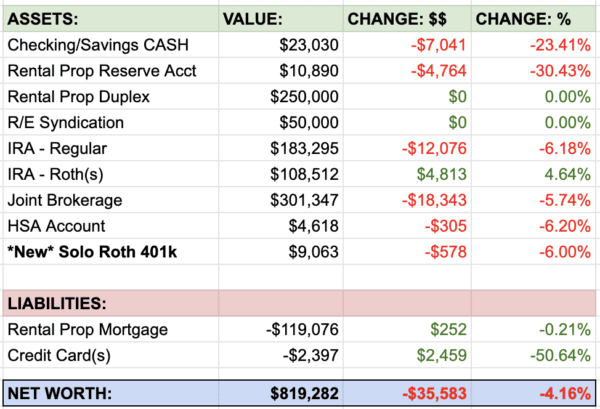 ASSETS: VALUE: CHANGE: $$ CHANGE: %
Checking/Savings CASH $23,030 -$7,041 -23.41%
Rental Prop Reserve Acct $10,890 -$4,764 -30.43%
Rental Prop Duplex $250,000 $0 0.00%
R/E Syndication $50,000 $0 0.00%
IRA - Regular $183,295 -$12,076 -6.18%
IRA - Roth(s) $108,512 $4,813 4.64%
Joint Brokerage $301,347 -$18,343 -5.74%
HSA Account $4,618 -$305 -6.20%
*New* Solo Roth 401k $9,063 -$578 -6.00%
LIABILITIES:
Rental Prop Mortgage -$119,076 $252 -0.21%
Credit Card(s) -$2,397 $2,459 -50.64%
NET WORTH: $819,282 -$35,583 -4.16%